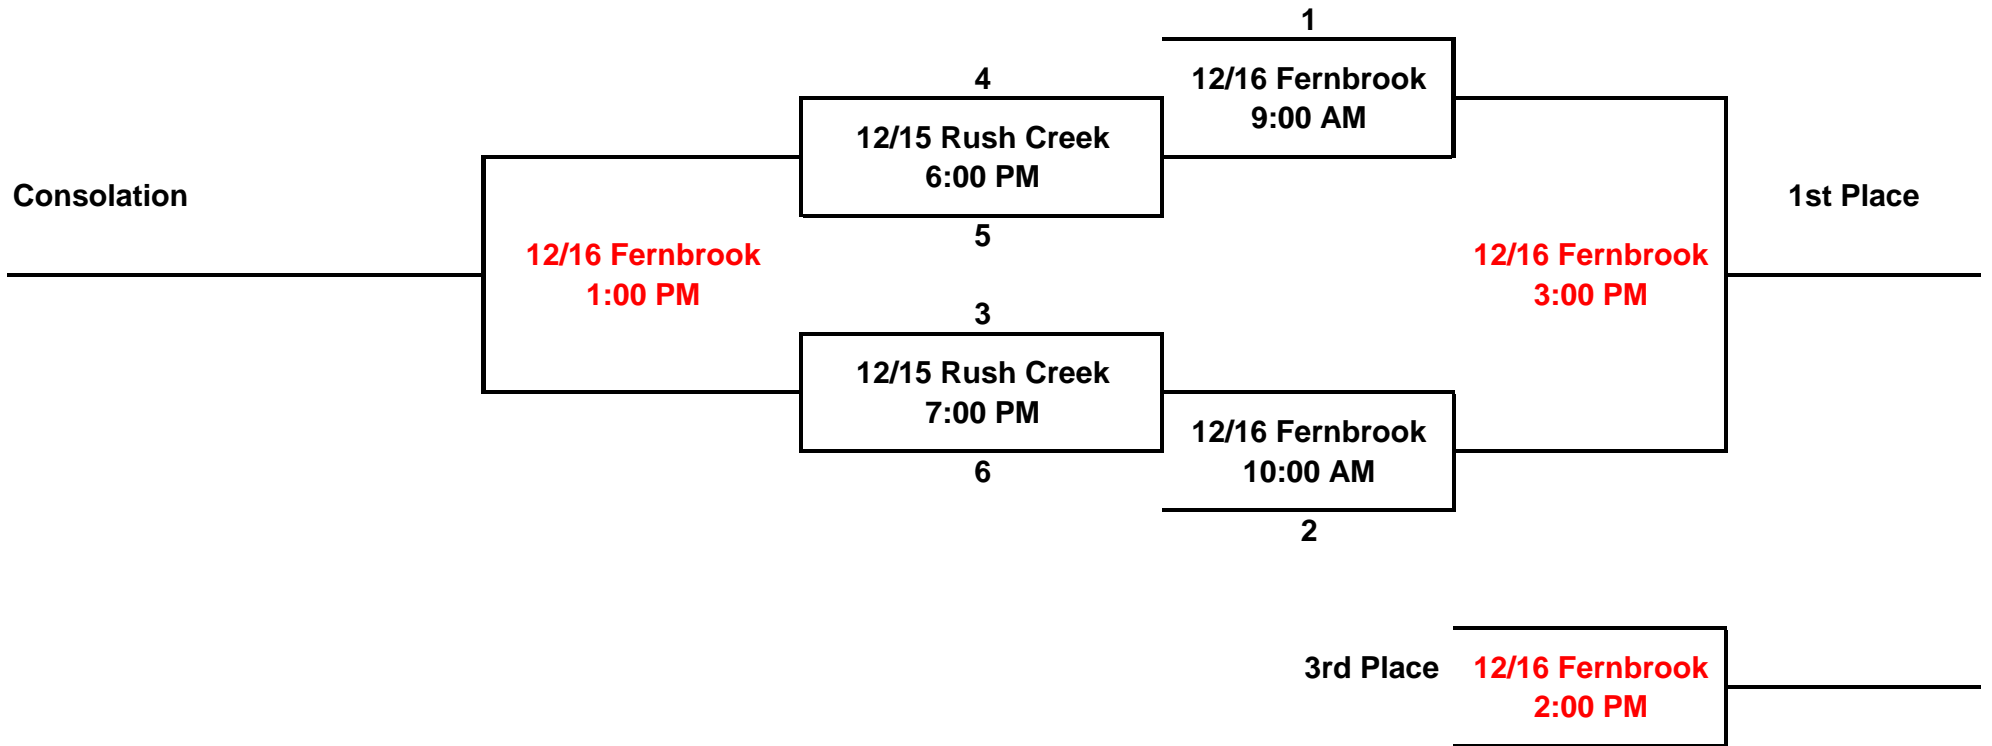 1
4
12/16 Fernbrook
9:00 AM
12/15 Rush Creek
6:00 PM
Consolation
1st Place
5
12/16 Fernbrook
1:00 PM
12/16 Fernbrook
3:00 PM
3
12/15 Rush Creek
7:00 PM
12/16 Fernbrook
10:00 AM
6
2
3rd Place
12/16 Fernbrook
2:00 PM